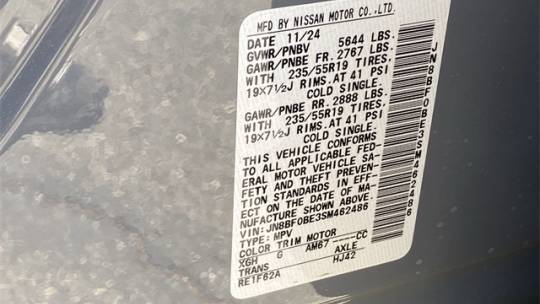 MFD BY NISSAN MOTOR CO.,LTD.
DATE 11/24
GVWR/PNBV 5644 LBS.
GAWR/PNBE FR. 2767 LBS.
WITH 235/55R19 TIRES,
19X7½J RIMS.AT 41 PSI
COLD SINGLE.
GAWR/PNBE RR. 2888 LBS.
WITH 235/55R19 TIRES,
19X7½J RIMS.AT 41 PSI
COLD SINGLE.
THIS VEHICLE CONFORMS
TO ALL APPLICABLE FED-
ERAL MOTOR VEHICLE SA-
FETY AND THEFT PREVEN-
TION STANDARDS IN EFF-
ECT ON THE DATE OF MA-
NUFACTURE SHOWN ABOVE.
VIN: JN8BF0BE3SM462486
TYPE: MPV
COLOR TRIM MOTOR ----CC
XGH G AM67 AXLE
TRANS HJ42
RE1F62A
JN8BF0BE3SM462486